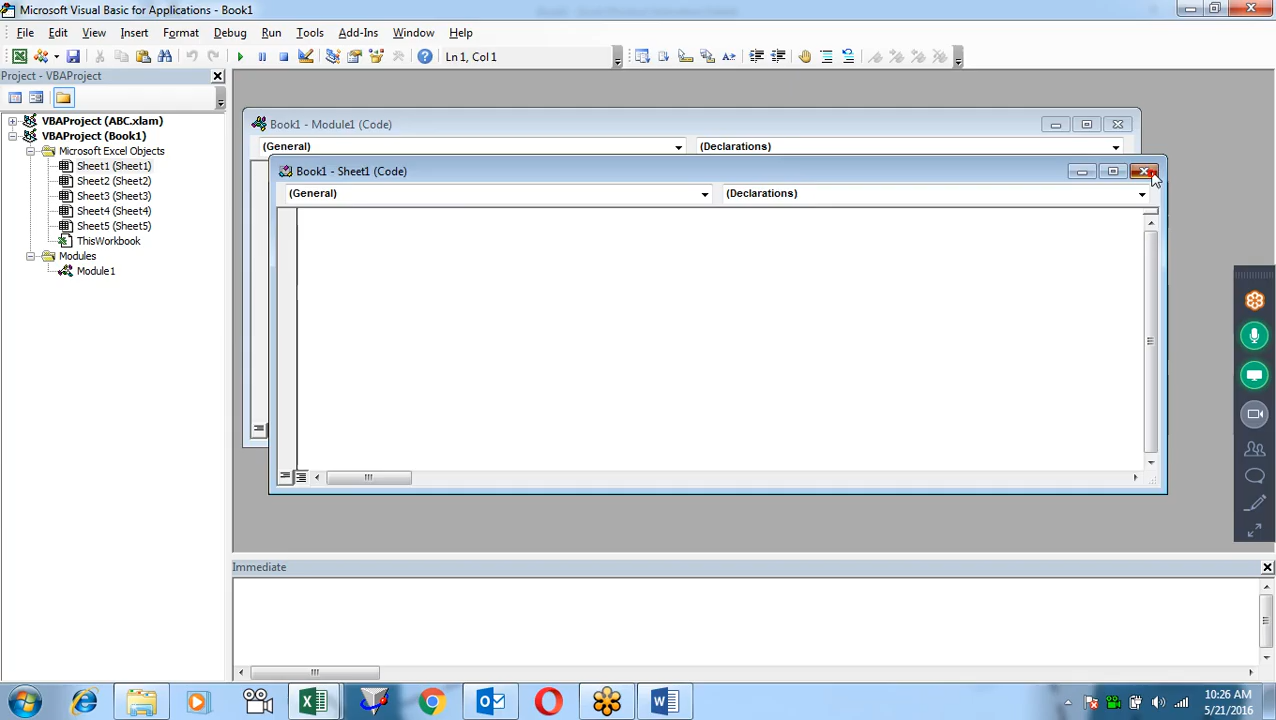 Microsoft Visual Basic for Applications - Book1
File Edit View Insert Format Debug Run Tools Add-Ins Window Help
Ln 1, Col 1
Project - VBAProject
VBAProject (ABC.xlam)
VBAProject (Book1)
Microsoft Excel Objects
Sheet1 (Sheet1)
Sheet2 (Sheet2)
Sheet3 (Sheet3)
Sheet4 (Sheet4)
Sheet5 (Sheet5)
ThisWorkbook
Modules
Module1
Book1 - Module1 (Code)
(General) (Declarations)
Book1 - Sheet1 (Code)
(General) (Declarations)
Immediate
10:26 AM
5/21/2016